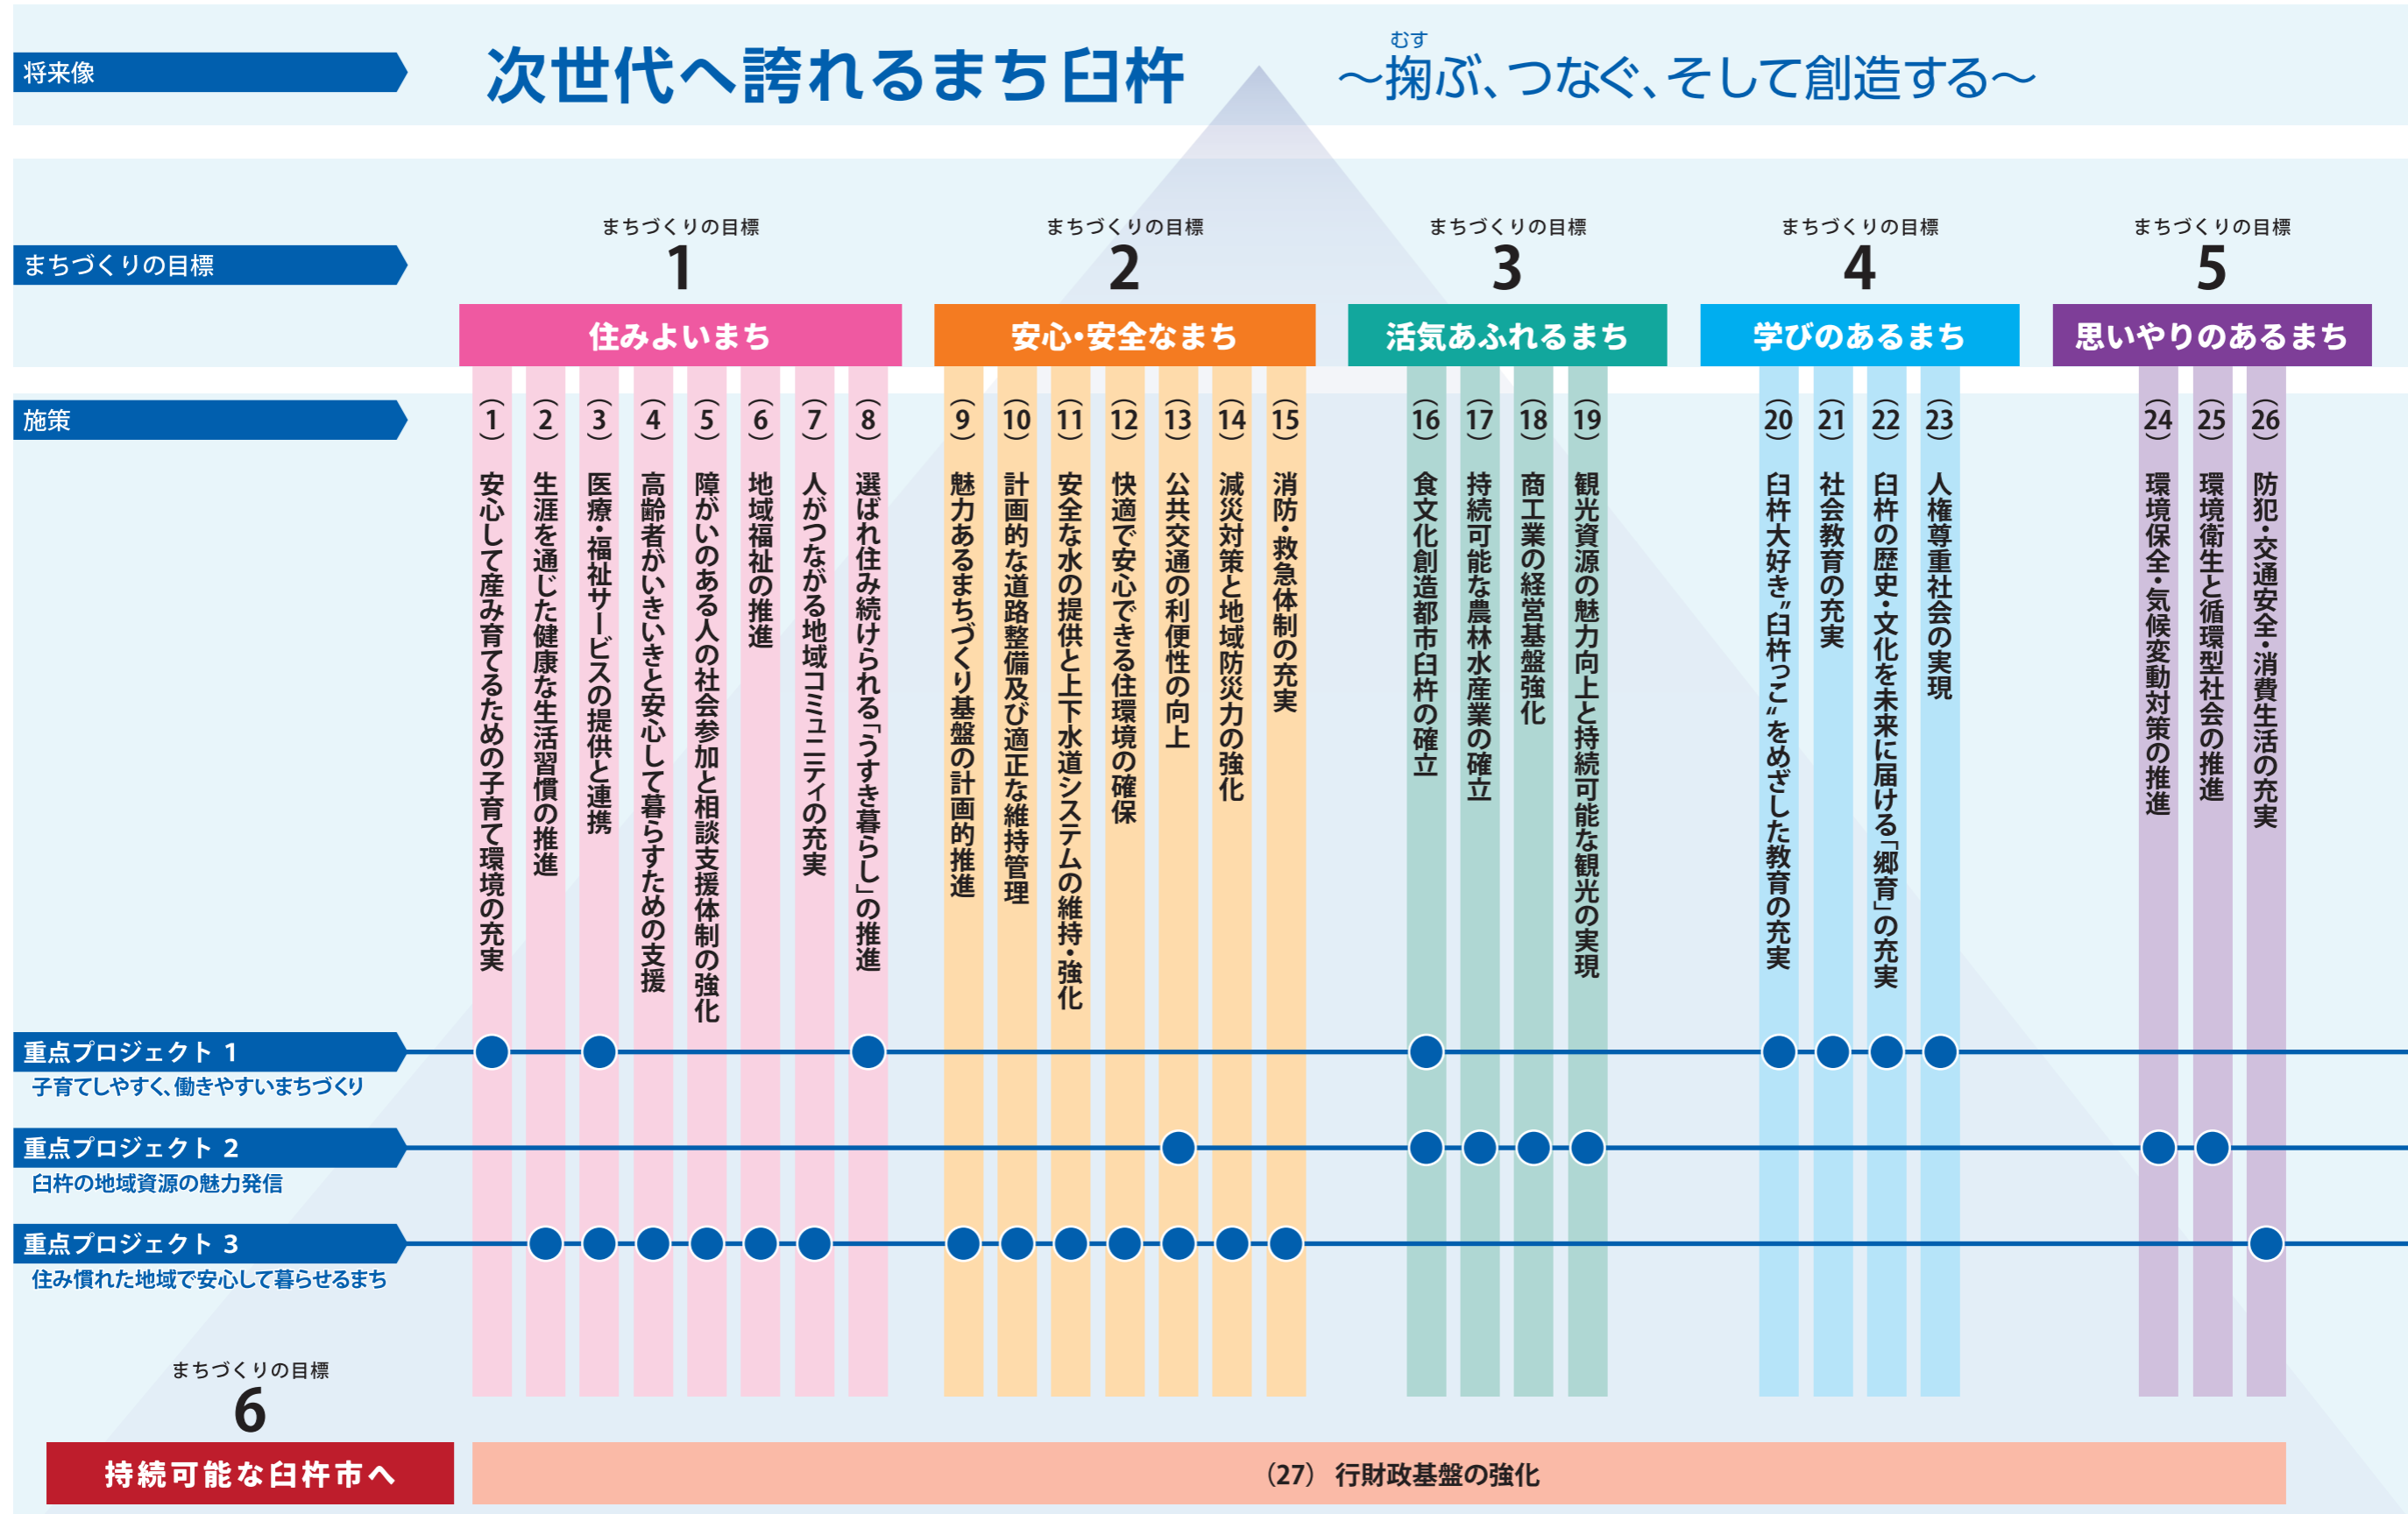 将来像
次世代へ誇れるまち臼杵
むす
～掬ぶ、つなぐ、そして創造する～
まちづくりの目標
まちづくりの目標
1
住みよいまち
まちづくりの目標
2
安心・安全なまち
まちづくりの目標
3
活気あふれるまち
まちづくりの目標
4
学びのあるまち
まちづくりの目標
5
思いやりのあるまち
施策
（1） 安心して産み育てるための子育て環境の充実
（2） 生涯を通じた健康な生活習慣の推進
（3） 医療・福祉サービスの提供と連携
（4） 高齢者がいきいきと安心して暮らすための支援
（5） 障がいのある人の社会参加と相談支援体制の強化
（6） 地域福祉の推進
（7） 人がつながる地域コミュニティの充実
（8） 選ばれ住み続けられる「うすき暮らし」の推進
（9） 魅力あるまちづくり基盤の計画的推進
（10） 計画的な道路整備及び適正な維持管理
（11） 安全な水の提供と上下水道システムの維持・強化
（12） 快適で安心できる住環境の確保
（13） 公共交通の利便性の向上
（14） 減災対策と地域防災力の強化
（15） 消防・救急体制の充実
（16） 食文化創造都市臼杵の確立
（17） 持続可能な農林水産業の確立
（18） 商工業の経営基盤強化
（19） 観光資源の魅力向上と持続可能な観光の実現
（20） 臼杵大好き〝臼杵っこ〟をめざした教育の充実
（21） 社会教育の充実
（22） 臼杵の歴史・文化を未来に届ける「郷育」の充実
（23） 人権尊重社会の実現
（24） 環境保全・気候変動対策の推進
（25） 環境衛生と循環型社会の推進
（26） 防犯・交通安全・消費生活の充実
重点プロジェクト 1
子育てしやすく、働きやすいまちづくり
重点プロジェクト 2
臼杵の地域資源の魅力発信
重点プロジェクト 3
住み慣れた地域で安心して暮らせるまち
まちづくりの目標
6
持続可能な臼杵市へ
（27） 行財政基盤の強化